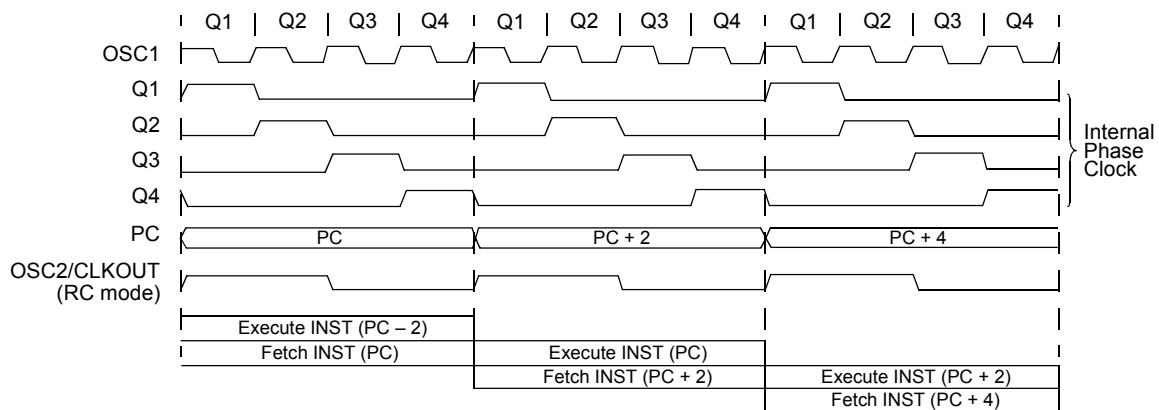 Q1 | Q2 | Q3 | Q4 Q1 | Q2 | Q3 | Q4 Q1 | Q2 | Q3 | Q4
OSC1
Q1
Q2
Q3
Q4
Internal
Phase
Clock
PC PC PC + 2 PC + 4
OSC2/CLKOUT
(RC mode)
Execute INST (PC – 2)
Fetch INST (PC) Execute INST (PC)
Fetch INST (PC + 2) Execute INST (PC + 2)
Fetch INST (PC + 4)